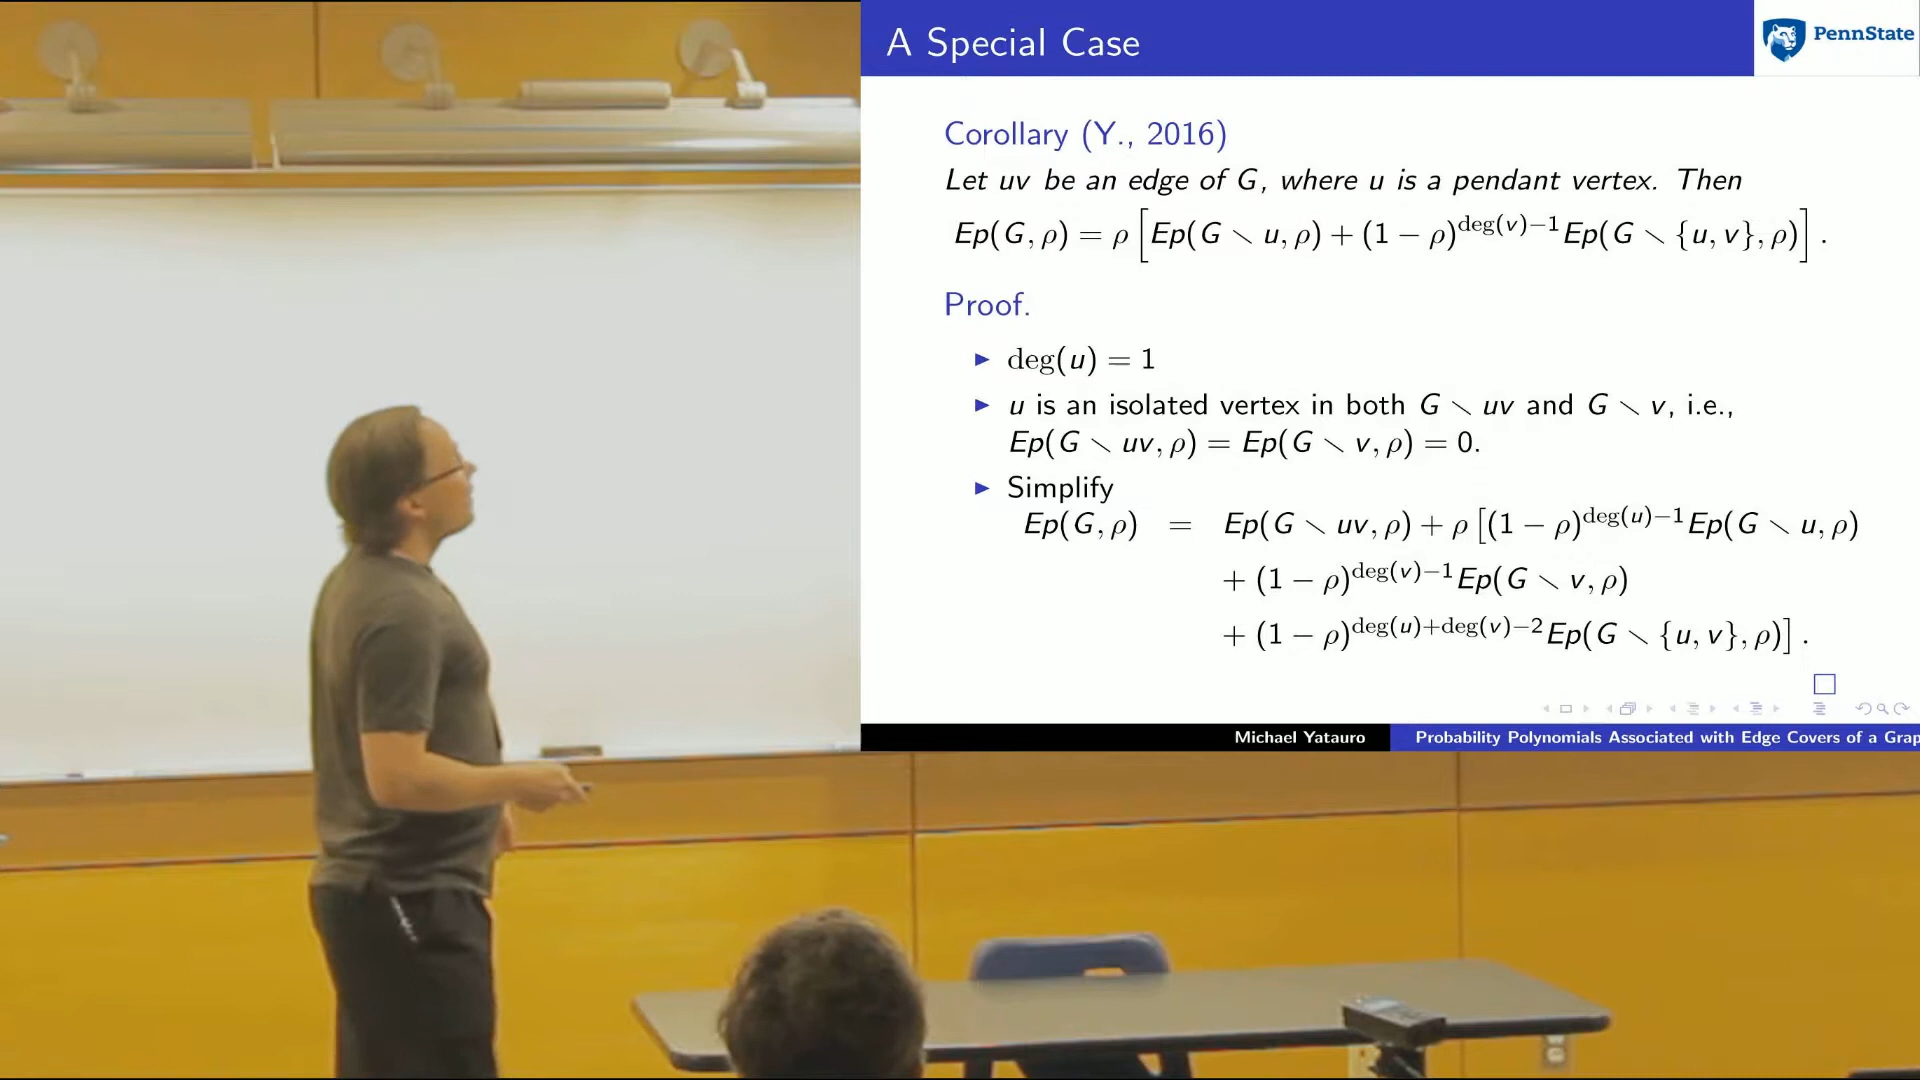 A Special Case
PennState
Corollary (Y., 2016)
Let uv be an edge of G, where u is a pendant vertex. Then
Ep(G, ρ) = ρ [Ep(G ∖ u, ρ) + (1 − ρ)^{deg(v)−1} Ep(G ∖ {u, v}, ρ)] .
Proof.
▶ deg(u) = 1
▶ u is an isolated vertex in both G ∖ uv and G ∖ v, i.e.,
Ep(G ∖ uv, ρ) = Ep(G ∖ v, ρ) = 0.
▶ Simplify
Ep(G, ρ) = Ep(G ∖ uv, ρ) + ρ [(1 − ρ)^{deg(u)−1} Ep(G ∖ u, ρ)
+ (1 − ρ)^{deg(v)−1} Ep(G ∖ v, ρ)
+ (1 − ρ)^{deg(u)+deg(v)−2} Ep(G ∖ {u, v}, ρ)] .
□
Michael Yatauro
Probability Polynomials Associated with Edge Covers of a Grap